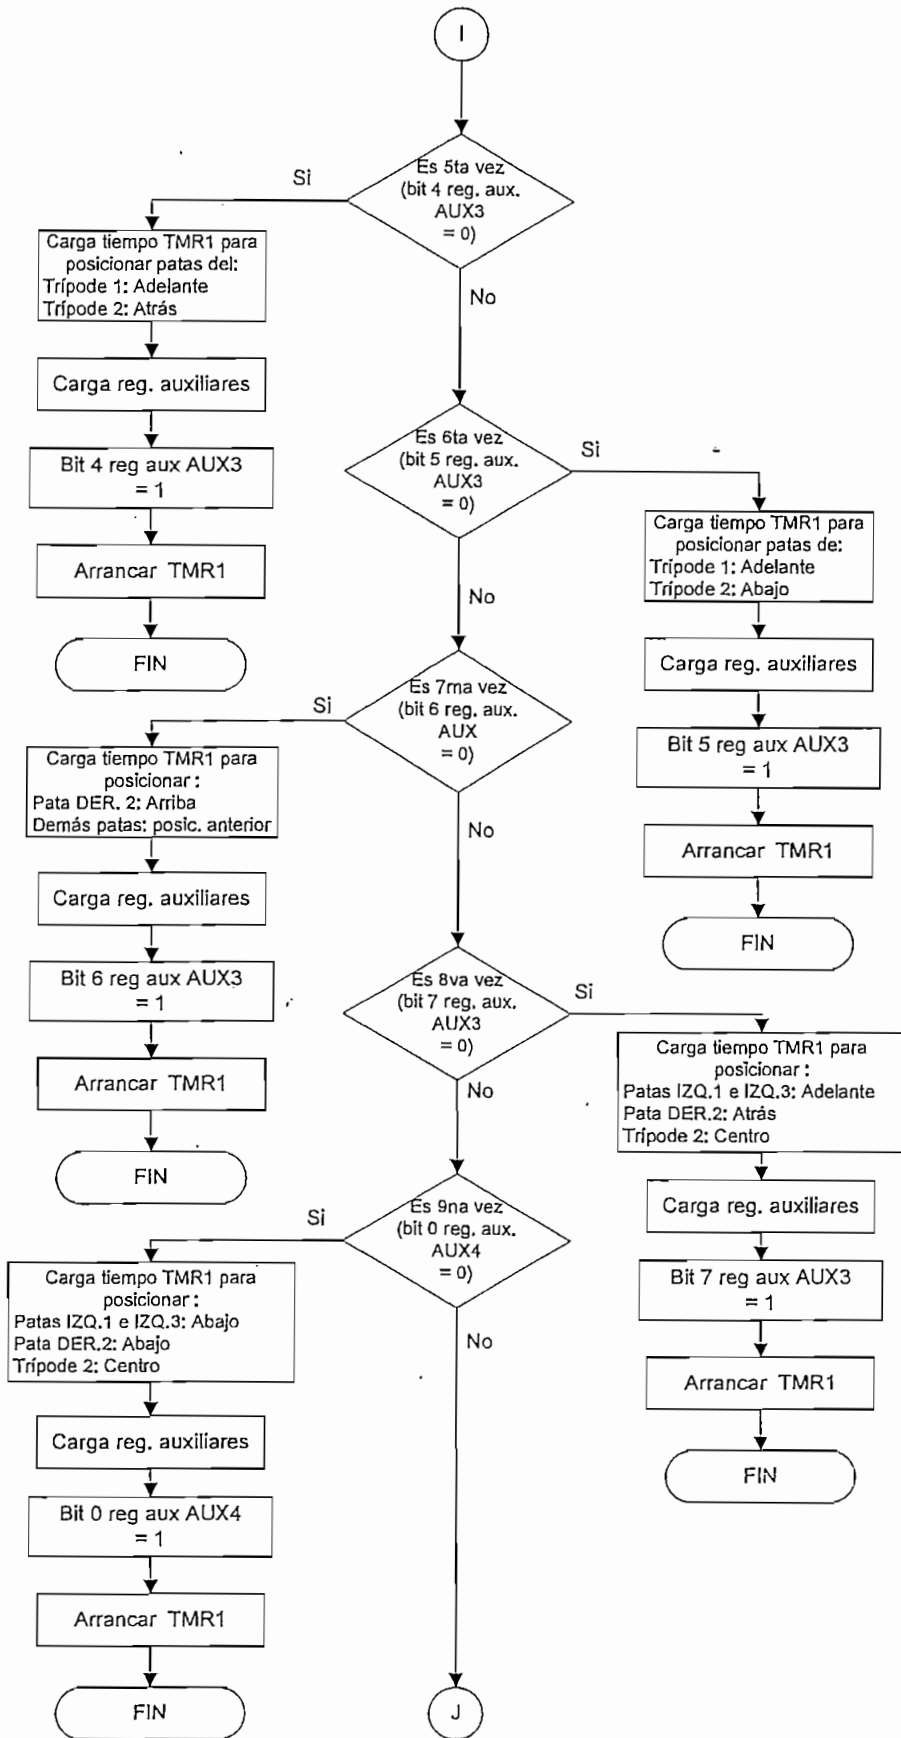 I
Es 5ta vez
(bit 4 reg. aux.
AUX3
= 0)
Si
No
Carga tiempo TMR1 para
posicionar patas del:
Trípode 1: Adelante
Trípode 2: Atrás
Carga reg. auxiliares
Bit 4 reg aux AUX3
= 1
Arrancar TMR1
FIN
Es 6ta vez
(bit 5 reg. aux.
AUX3
= 0)
Si
No
Carga tiempo TMR1 para
posicionar patas de:
Trípode 1: Adelante
Trípode 2: Abajo
Carga reg. auxiliares
Bit 5 reg aux AUX3
= 1
Arrancar TMR1
FIN
Es 7ma vez
(bit 6 reg. aux.
AUX
= 0)
Si
No
Carga tiempo TMR1 para
posicionar :
Pata DER. 2: Arriba
Demás patas: posic. anterior
Carga reg. auxiliares
Bit 6 reg aux AUX3
= 1
Arrancar TMR1
FIN
Es 8va vez
(bit 7 reg. aux.
AUX3
= 0)
Si
No
Carga tiempo TMR1 para
posicionar :
Patas IZQ.1 e IZQ.3: Adelante
Pata DER.2: Atrás
Trípode 2: Centro
Carga reg. auxiliares
Bit 7 reg aux AUX3
= 1
Arrancar TMR1
FIN
Es 9na vez
(bit 0 reg. aux.
AUX4
= 0)
Si
No
Carga tiempo TMR1 para
posicionar :
Patas IZQ.1 e IZQ.3: Abajo
Pata DER.2: Abajo
Trípode 2: Centro
Carga reg. auxiliares
Bit 0 reg aux AUX4
= 1
Arrancar TMR1
FIN
J